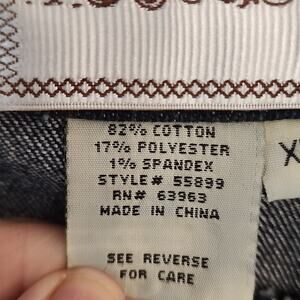 82% COTTON
17% POLYESTER
1% SPANDEX
STYLE# 55899
RN# 63963
MADE IN CHINA
SEE REVERSE
FOR CARE